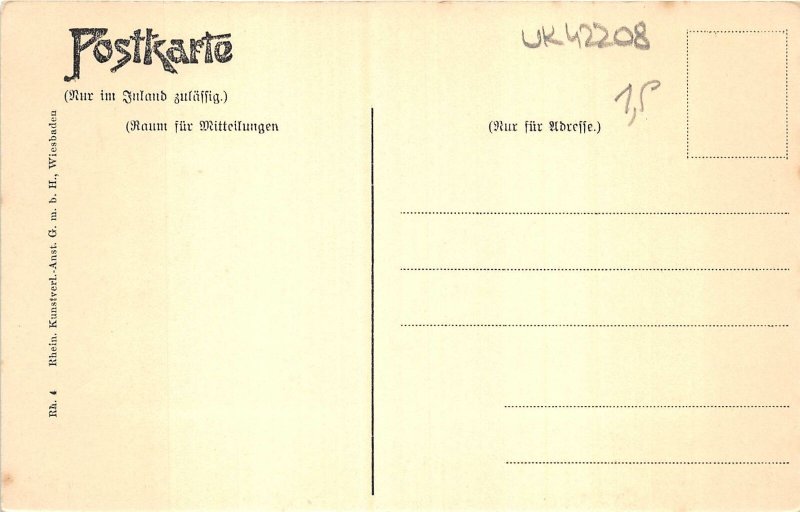 Postkarte
(Nur im Inland zulässig.)
(Raum für Mitteilungen
(Nur für Adresse.)
UK42208
1,5
Rh. 4 Rhein. Kunstverl.-Anst. G. m. b. H., Wiesbaden